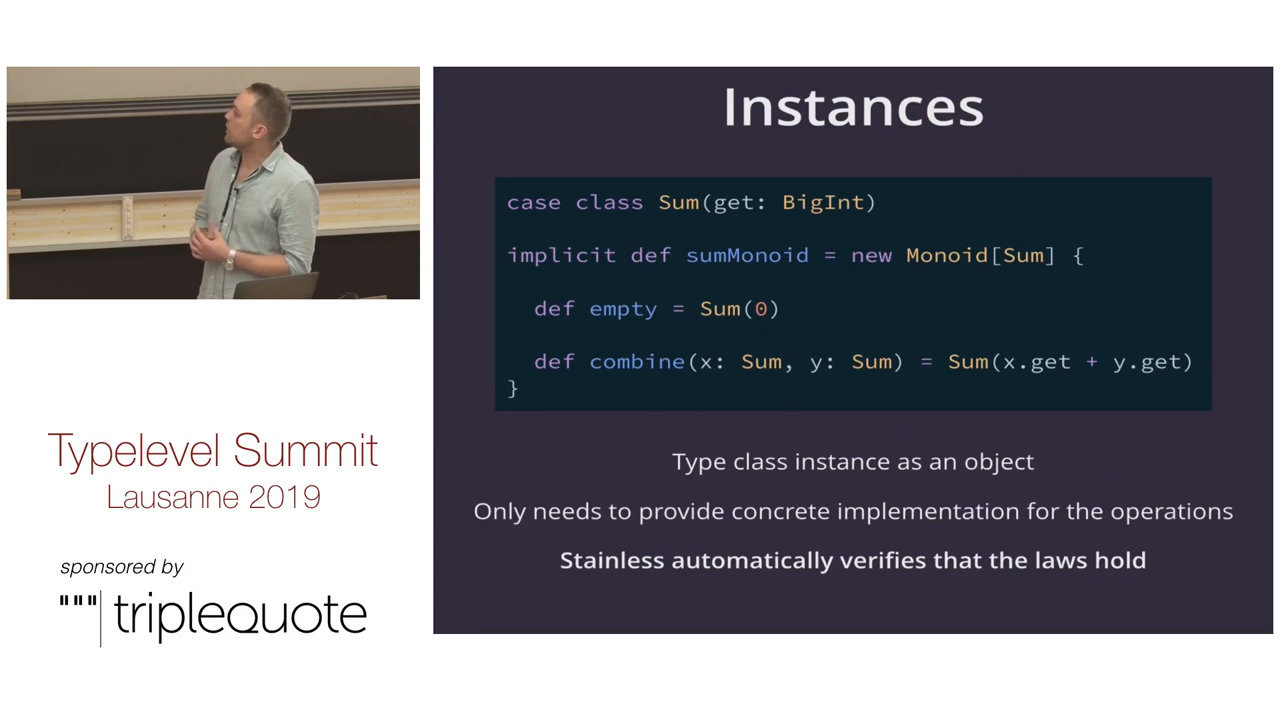 Instances
case class Sum(get: BigInt)
implicit def sumMonoid = new Monoid[Sum] {
def empty = Sum(0)
def combine(x: Sum, y: Sum) = Sum(x.get + y.get)
}
Type class instance as an object
Only needs to provide concrete implementation for the operations
Stainless automatically verifies that the laws hold
Typelevel Summit
Lausanne 2019
sponsored by
"""|triplequote